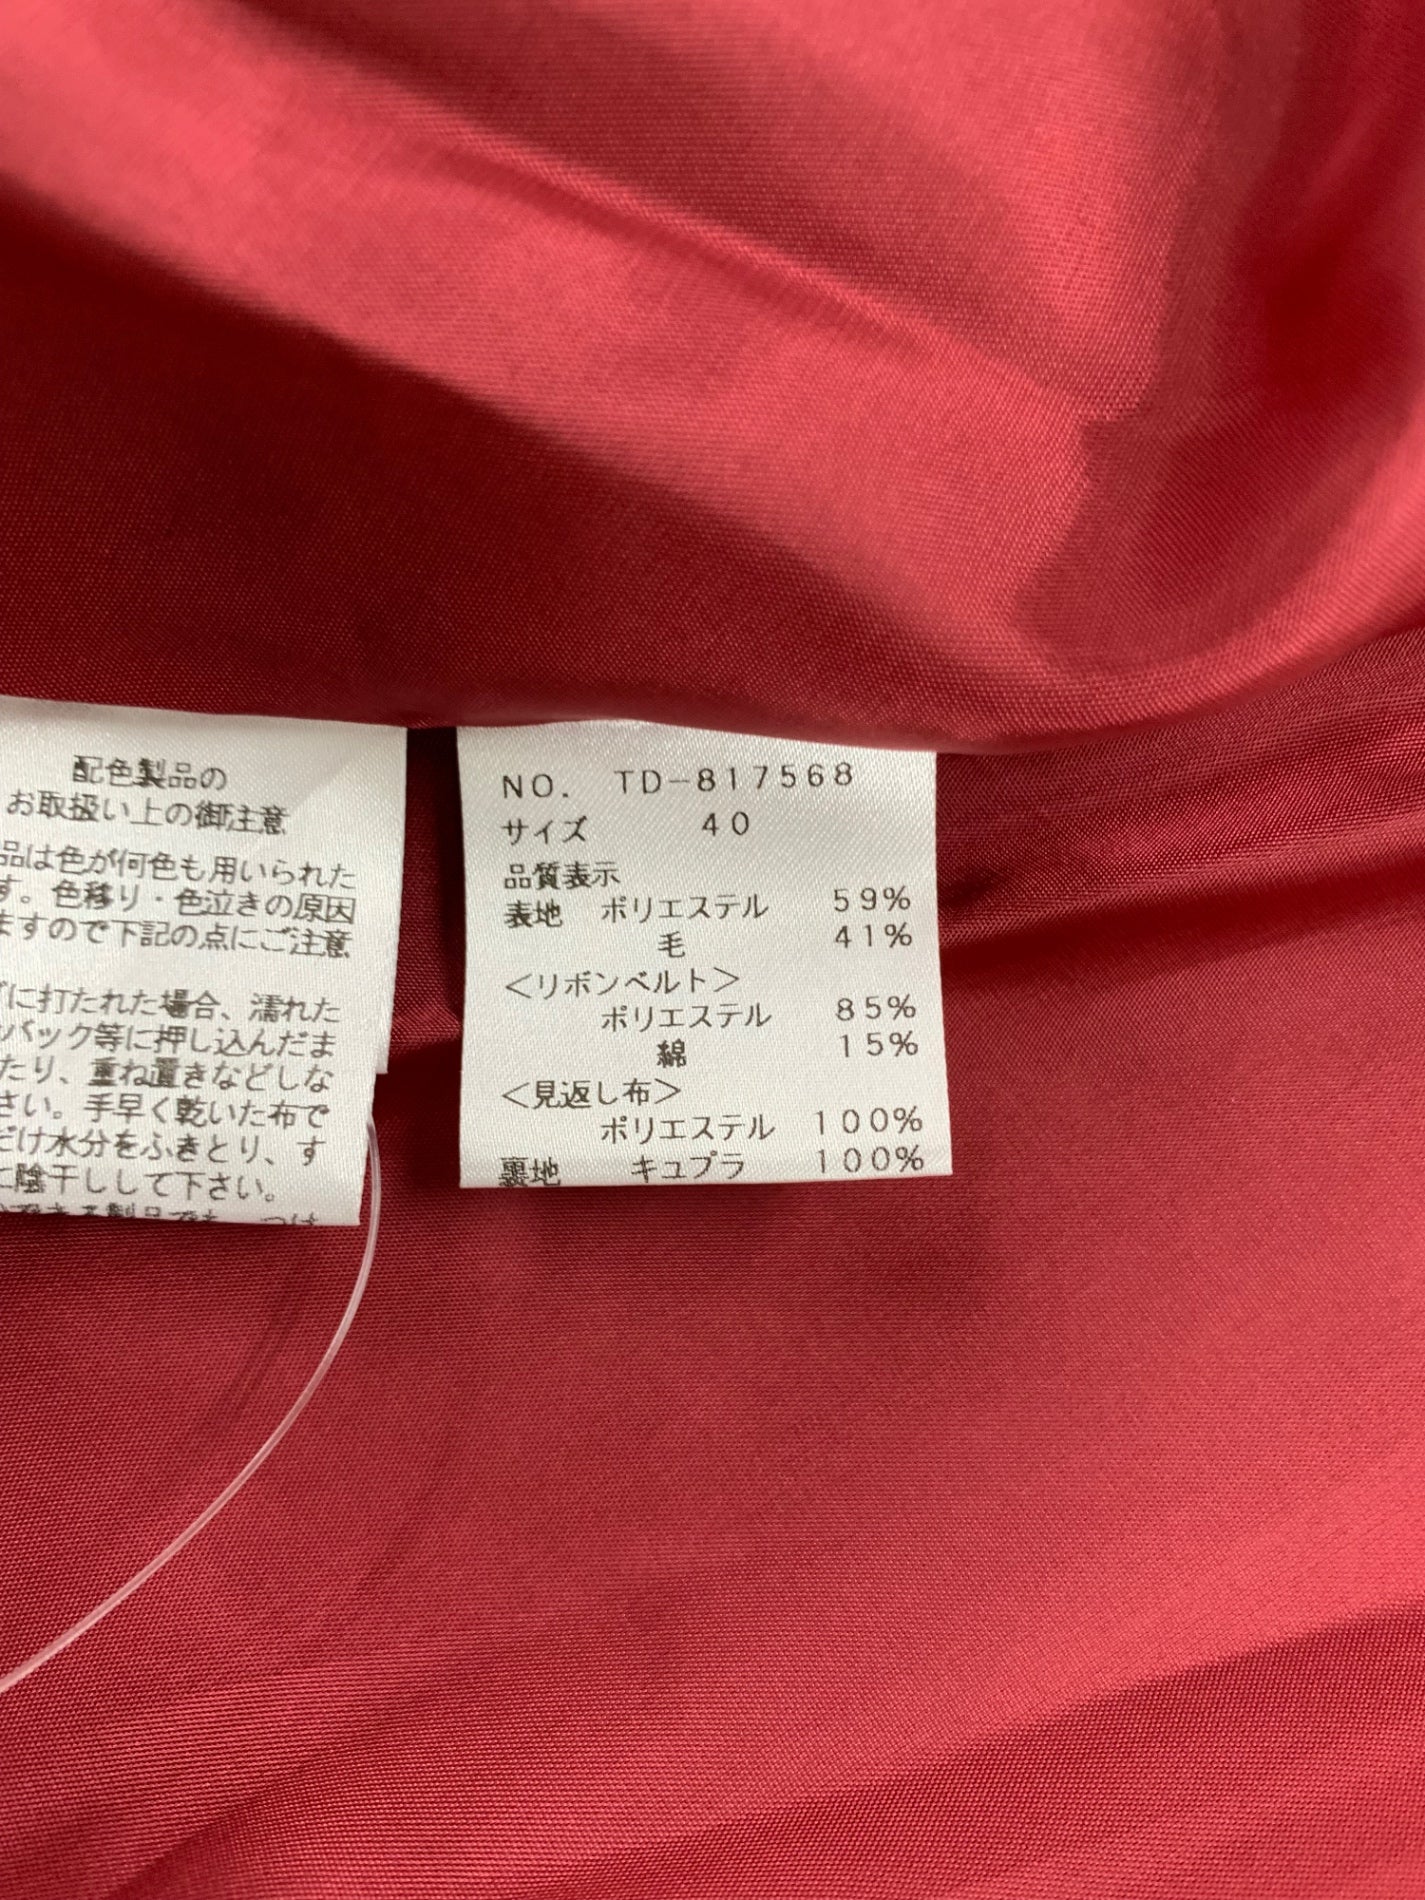 配色製品の
お取扱い上の御注意
品は色が何色も用いられた
す。色移り・色泣きの原因
ますので下記の点にご注意
に打たれた場合、濡れた
バック等に押し込んだま
たり、重ね置きなどしな
さい。手早く乾いた布で
だけ水分をふきとり、す
に陰干しして下さい。
NO. TD-817568
サイズ 40
品質表示
表地 ポリエステル 59%
毛 41%
<リボンベルト>
ポリエステル 85%
綿 15%
<見返し布>
ポリエステル 100%
裏地 キュプラ 100%